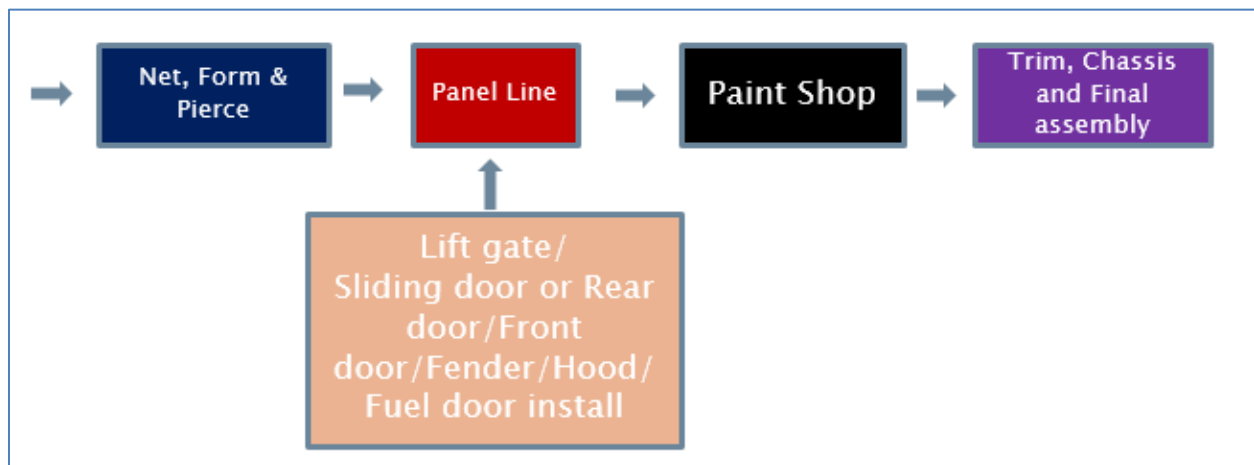 Net, Form &
Pierce
Panel Line
Paint Shop
Trim, Chassis
and Final
assembly
Lift gate/
Sliding door or Rear
door/Front
door/Fender/Hood/
Fuel door install